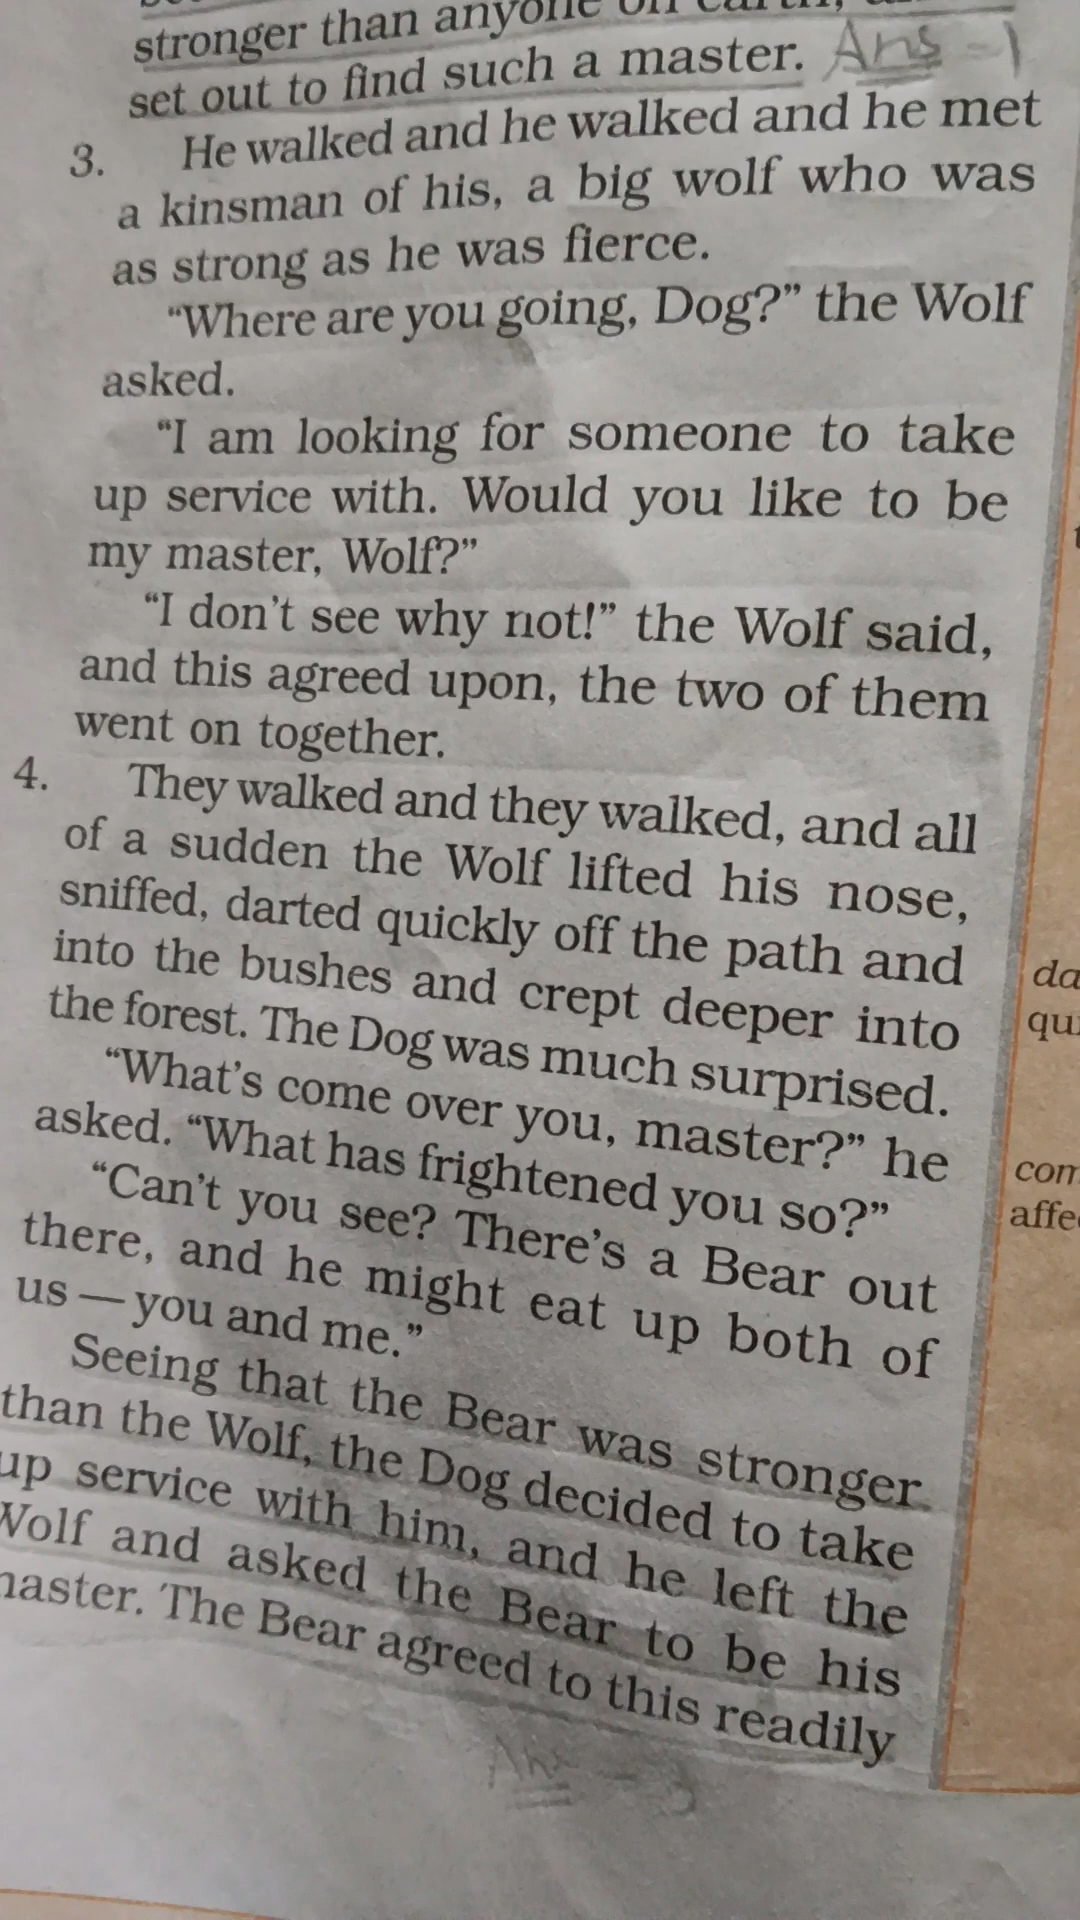 stronger than anyone on earth,
set out to find such a master. Ans - 1
3. He walked and he walked and he met
a kinsman of his, a big wolf who was
as strong as he was fierce.
“Where are you going, Dog?” the Wolf
asked.
“I am looking for someone to take
up service with. Would you like to be
my master, Wolf?”
“I don't see why not!” the Wolf said,
and this agreed upon, the two of them
went on together.
4. They walked and they walked, and all
of a sudden the Wolf lifted his nose,
sniffed, darted quickly off the path and
into the bushes and crept deeper into
the forest. The Dog was much surprised.
“What's come over you, master?” he
asked. “What has frightened you so?”
“Can't you see? There's a Bear out
there, and he might eat up both of
us — you and me.”
Seeing that the Bear was stronger
than the Wolf, the Dog decided to take
up service with him, and he left the
Wolf and asked the Bear to be his
master. The Bear agreed to this readily
Ans - 3
da
qu
com
affe